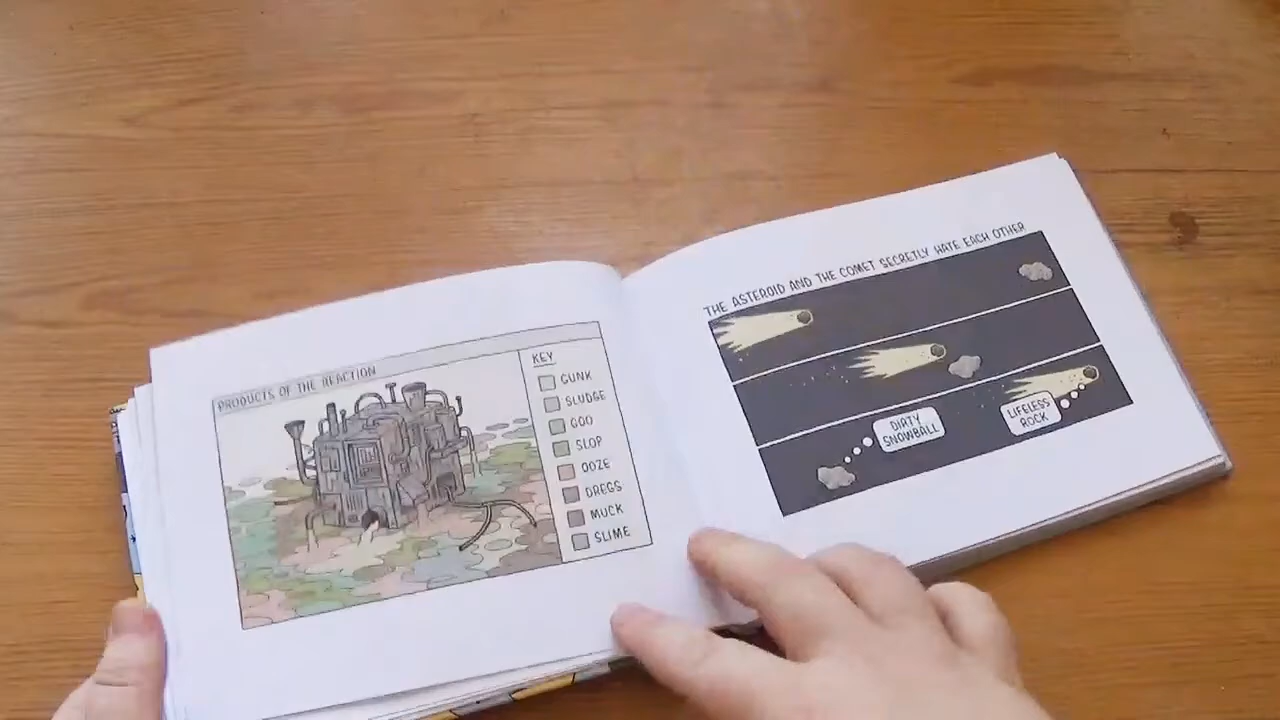 PRODUCTS OF THE REACTION
KEY
GUNK
SLUDGE
GOO
SLOP
OOZE
DREGS
MUCK
SLIME
THE ASTEROID AND THE COMET SECRETLY HATE EACH OTHER
DIRTY
SNOWBALL
LIFELESS
ROCK